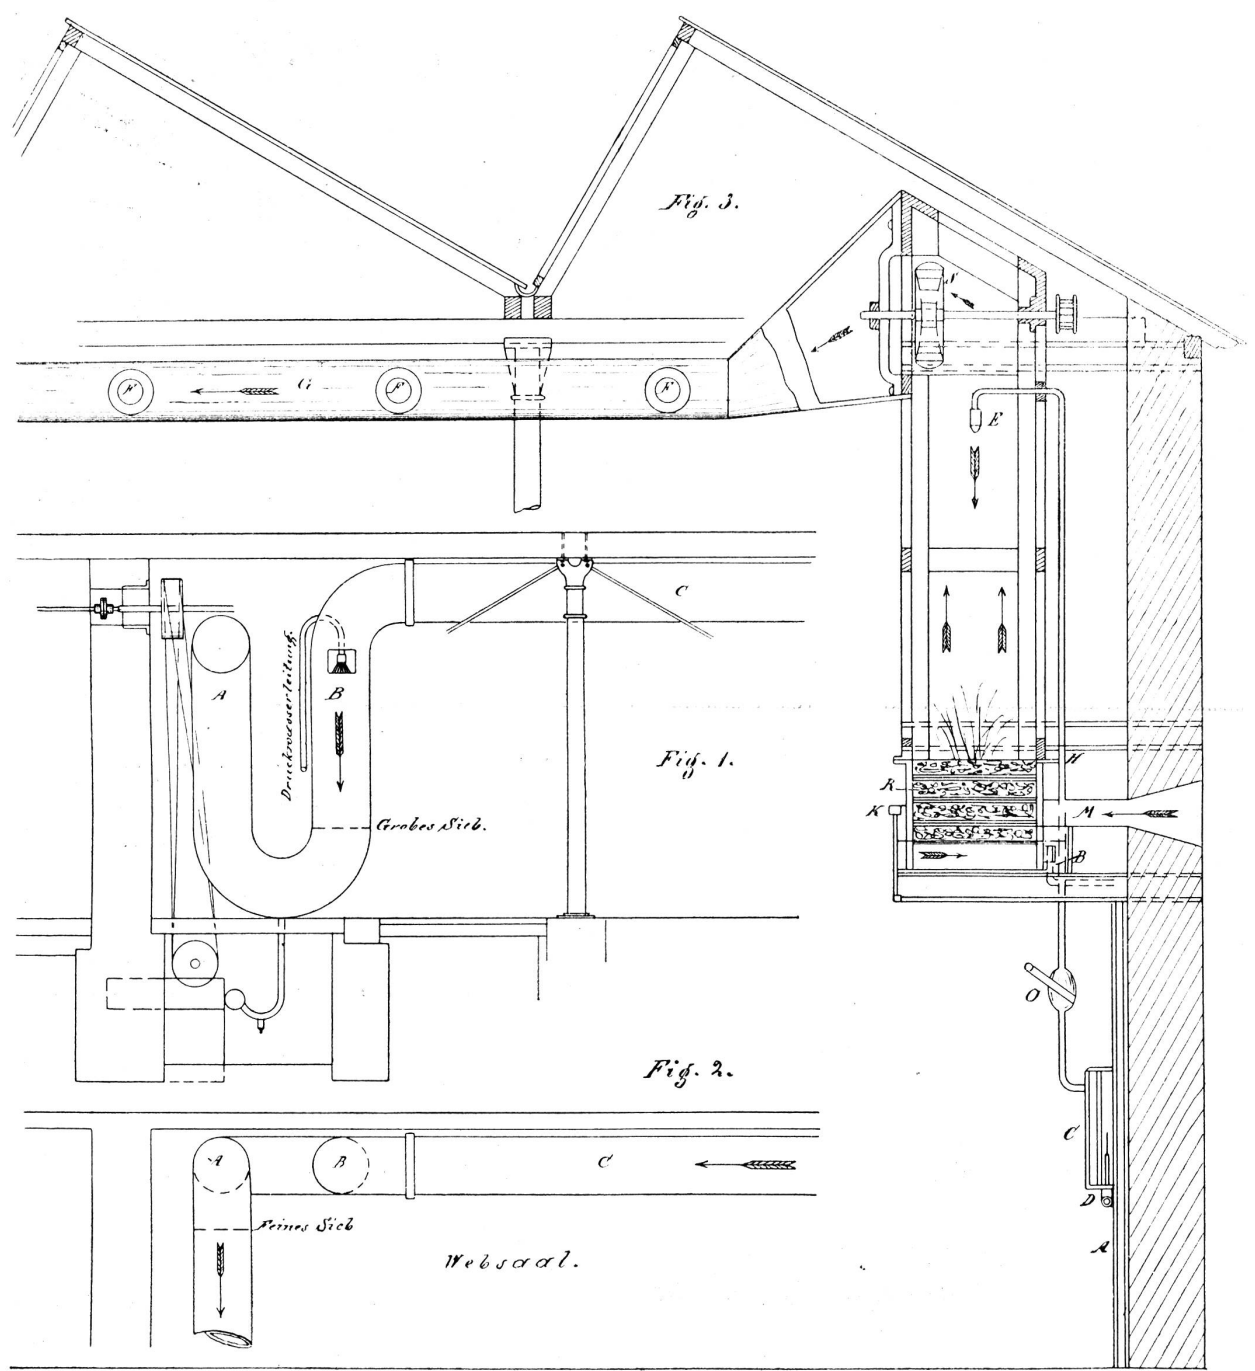 Fig. 3.
S
F
G
F
F
E
C
A
Druckwasserleitung.
B
Fig. 1.
Grobes Sieb.
H
R
K
M
B
O
Fig. 2.
C
A
B
C
D
Feines Sieb
A
Websaal.